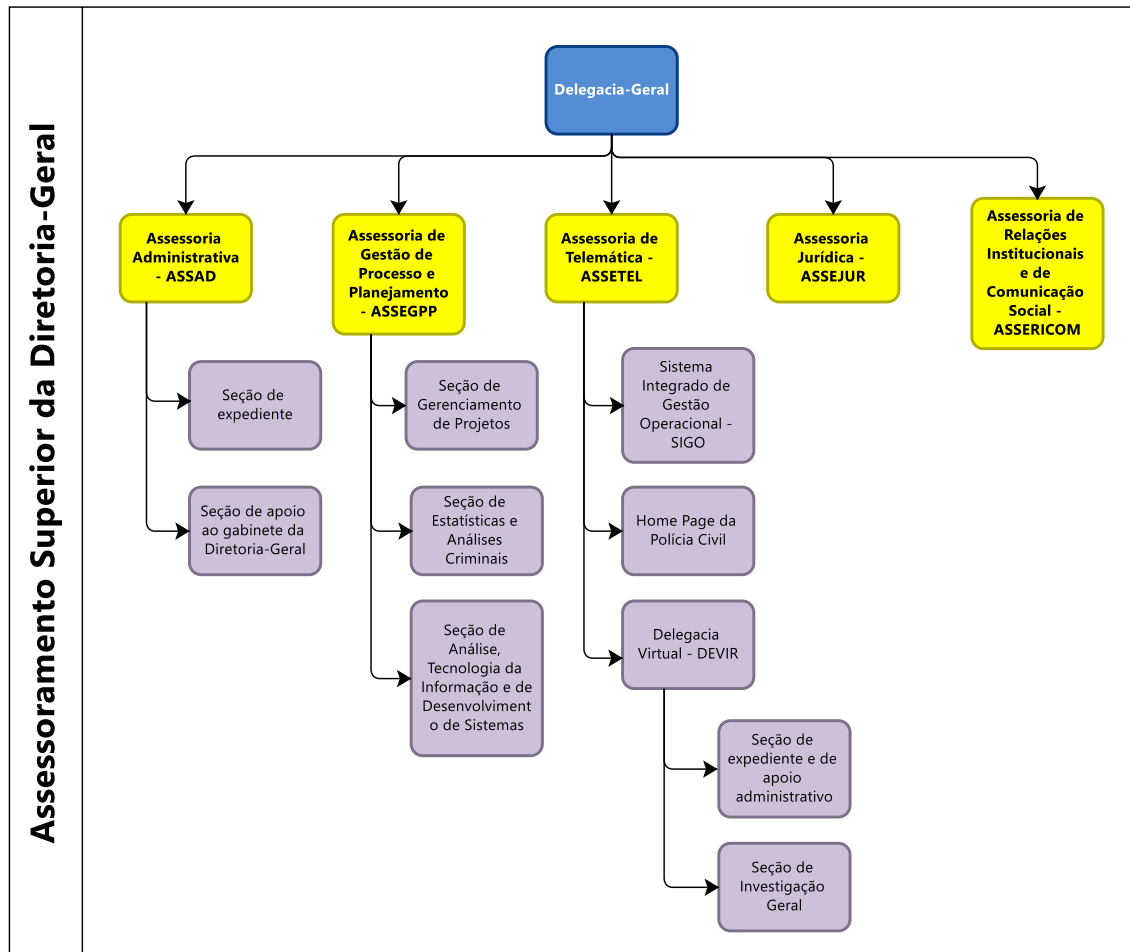 Assessoramento Superior da Diretoria-Geral
Delegacia-Geral
Assessoria
Administrativa
- ASSAD
Assessoria de
Gestão de
Processo e
Planejamento
- ASSEGPP
Assessoria de
Telemática -
ASSETEL
Assessoria
Jurídica -
ASSEJUR
Assessoria de
Relações
Institucionais
e de
Comunicação
Social -
ASSERICOM
Seção de
expediente
Seção de apoio
ao gabinete da
Diretoria-Geral
Seção de
Gerenciamento
de Projetos
Seção de
Estatísticas e
Análises
Criminais
Seção de
Análise,
Tecnologia da
Informação e de
Desenvolviment
o de Sistemas
Sistema
Integrado de
Gestão
Operacional -
SIGO
Home Page da
Polícia Civil
Delegacia
Virtual - DEVIR
Seção de
expediente e de
apoio
administrativo
Seção de
Investigação
Geral